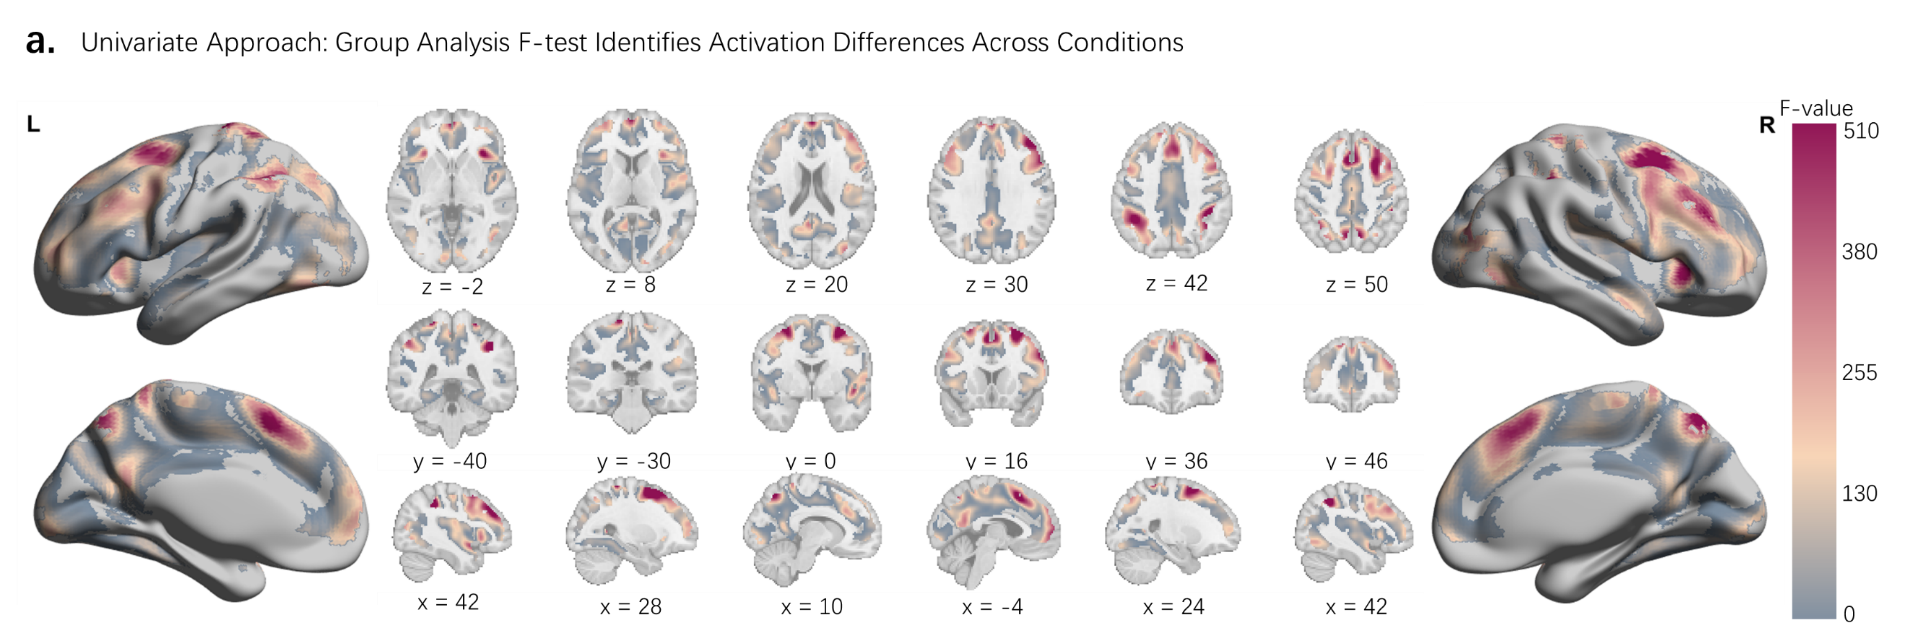 a. Univariate Approach: Group Analysis F-test Identifies Activation Differences Across Conditions
L
R
F-value
510
380
255
130
0
z = -2 z = 8 z = 20 z = 30 z = 42 z = 50
y = -40 y = -30 y = 0 y = 16 y = 36 y = 46
x = 42 x = 28 x = 10 x = -4 x = 24 x = 42